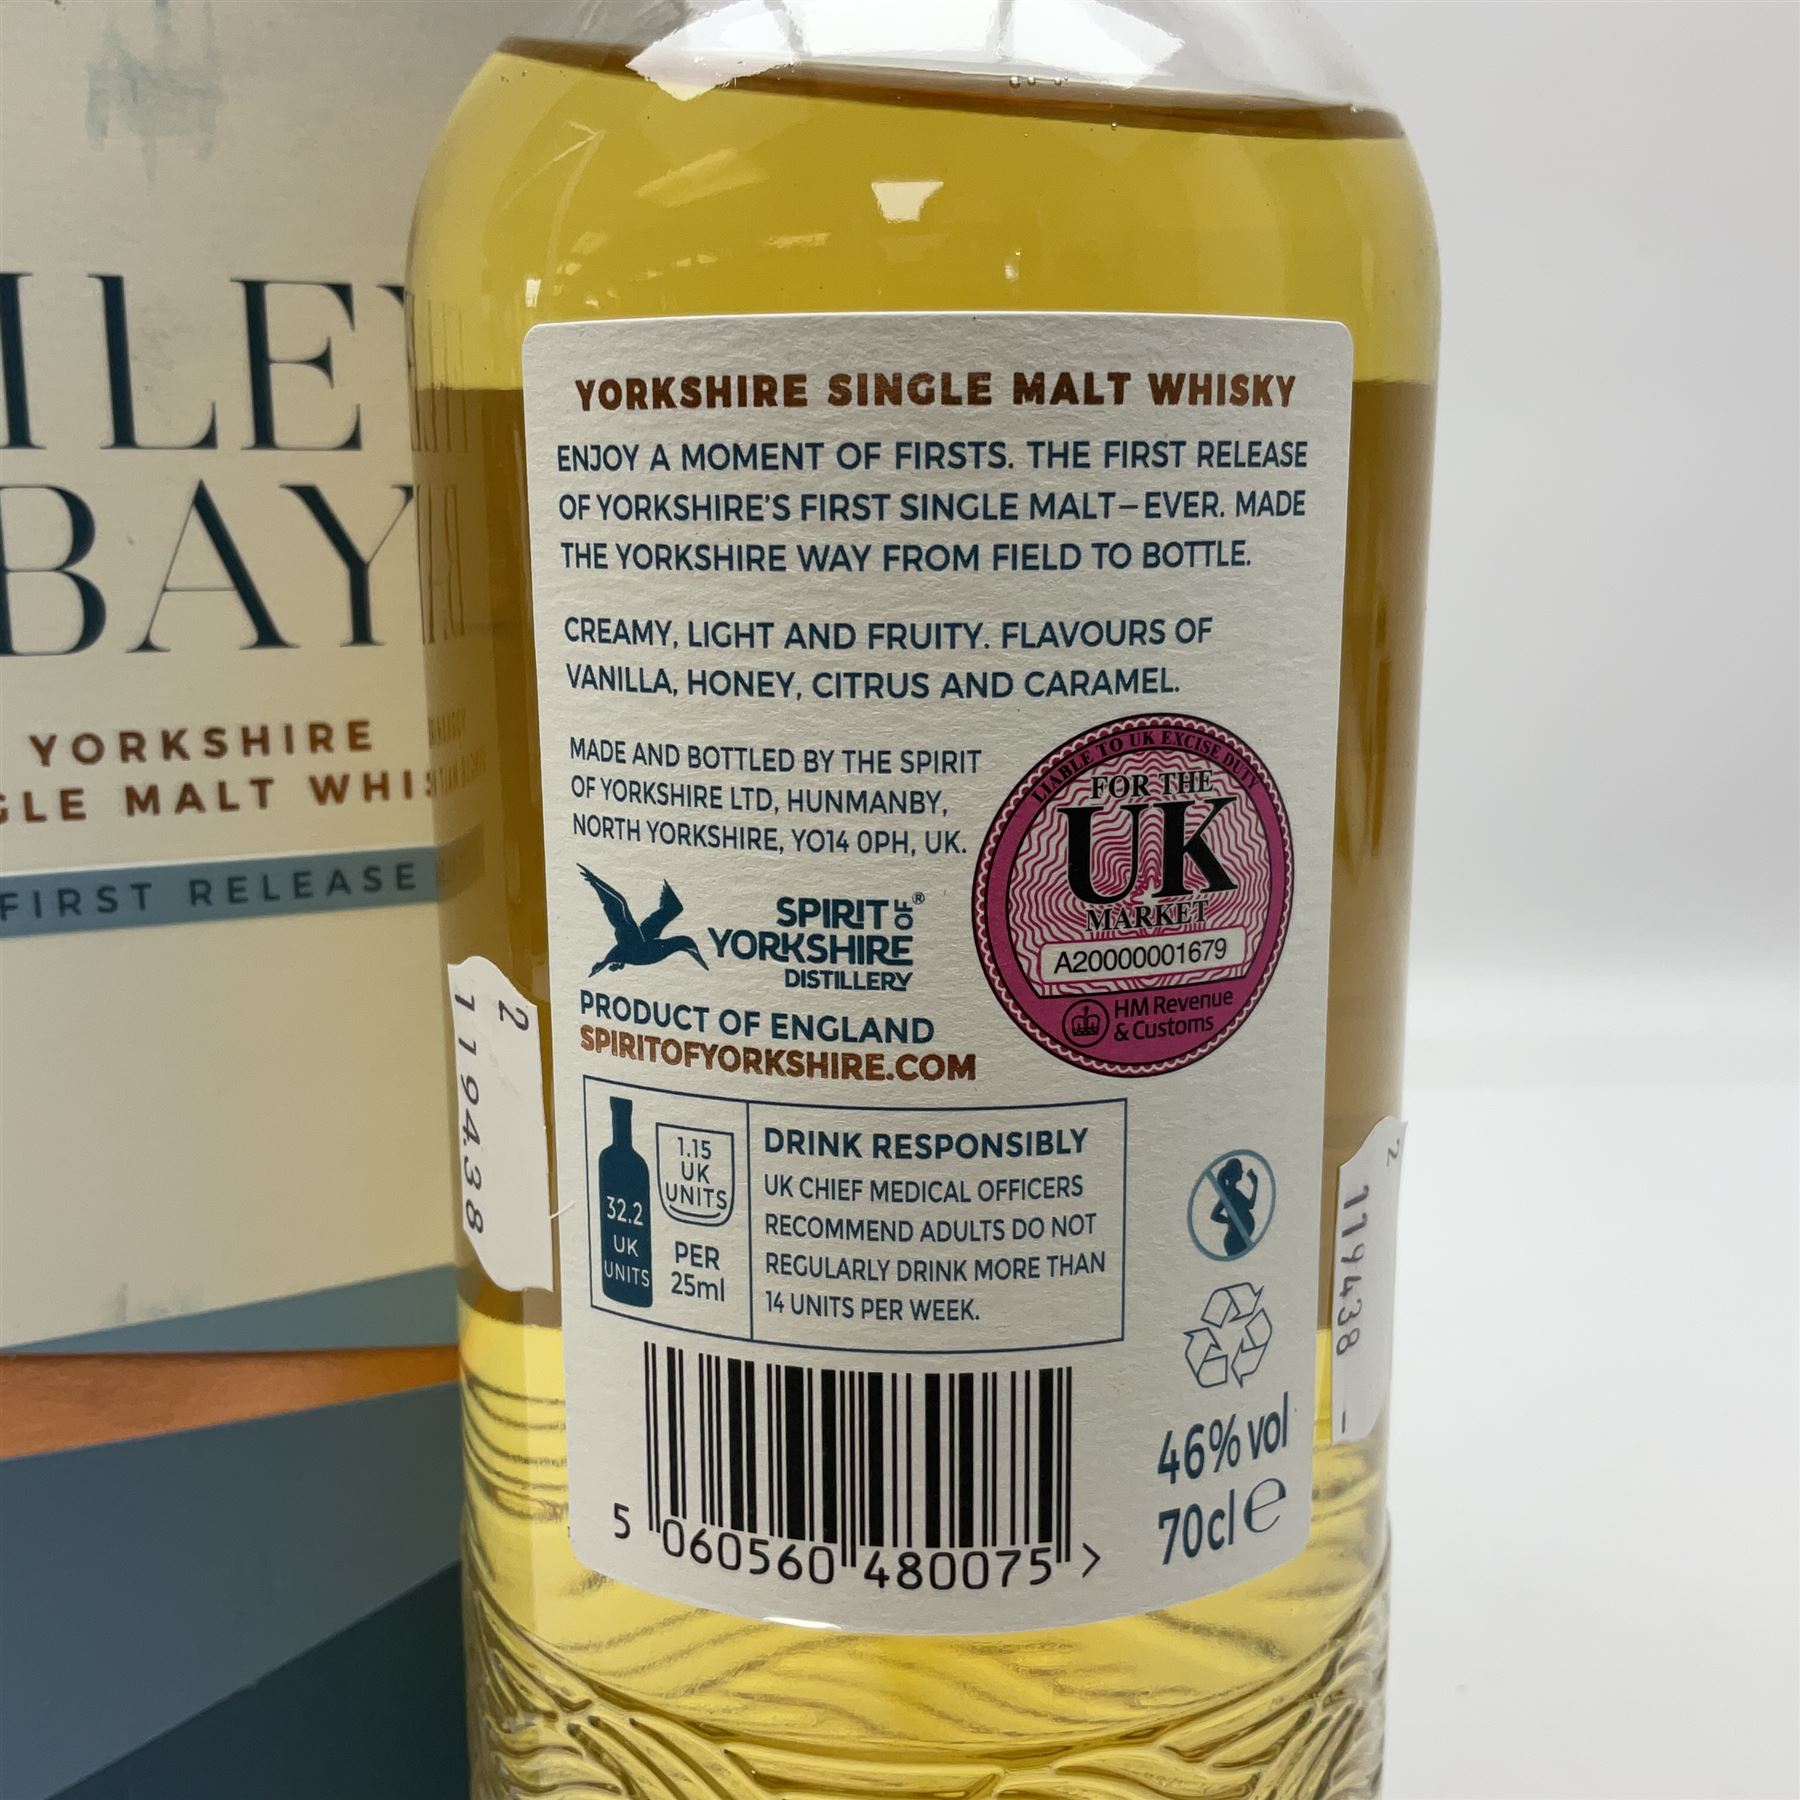 ILEY
BAY
YORKSHIRE
GLE MALT WHIS
FIRST RELEASE
YORKSHIRE SINGLE MALT WHISKY
ENJOY A MOMENT OF FIRSTS. THE FIRST RELEASE
OF YORKSHIRE'S FIRST SINGLE MALT–EVER. MADE
THE YORKSHIRE WAY FROM FIELD TO BOTTLE.
CREAMY, LIGHT AND FRUITY. FLAVOURS OF
VANILLA, HONEY, CITRUS AND CARAMEL.
MADE AND BOTTLED BY THE SPIRIT
OF YORKSHIRE LTD, HUNMANBY,
NORTH YORKSHIRE, YO14 0PH, UK.
SPIRIT OF®
YORKSHIRE
DISTILLERY
PRODUCT OF ENGLAND
SPIRITOFYORKSHIRE.COM
LIABLE TO UK EXCISE DUTY
FOR THE
UK
MARKET
A20000001679
HM Revenue
& Customs
32.2
UK
UNITS
1.15
UK
UNITS
PER
25ml
DRINK RESPONSIBLY
UK CHIEF MEDICAL OFFICERS
RECOMMEND ADULTS DO NOT
REGULARLY DRINK MORE THAN
14 UNITS PER WEEK.
46% vol
70cl e
5 060560 480075 >
2
119438
2
119438